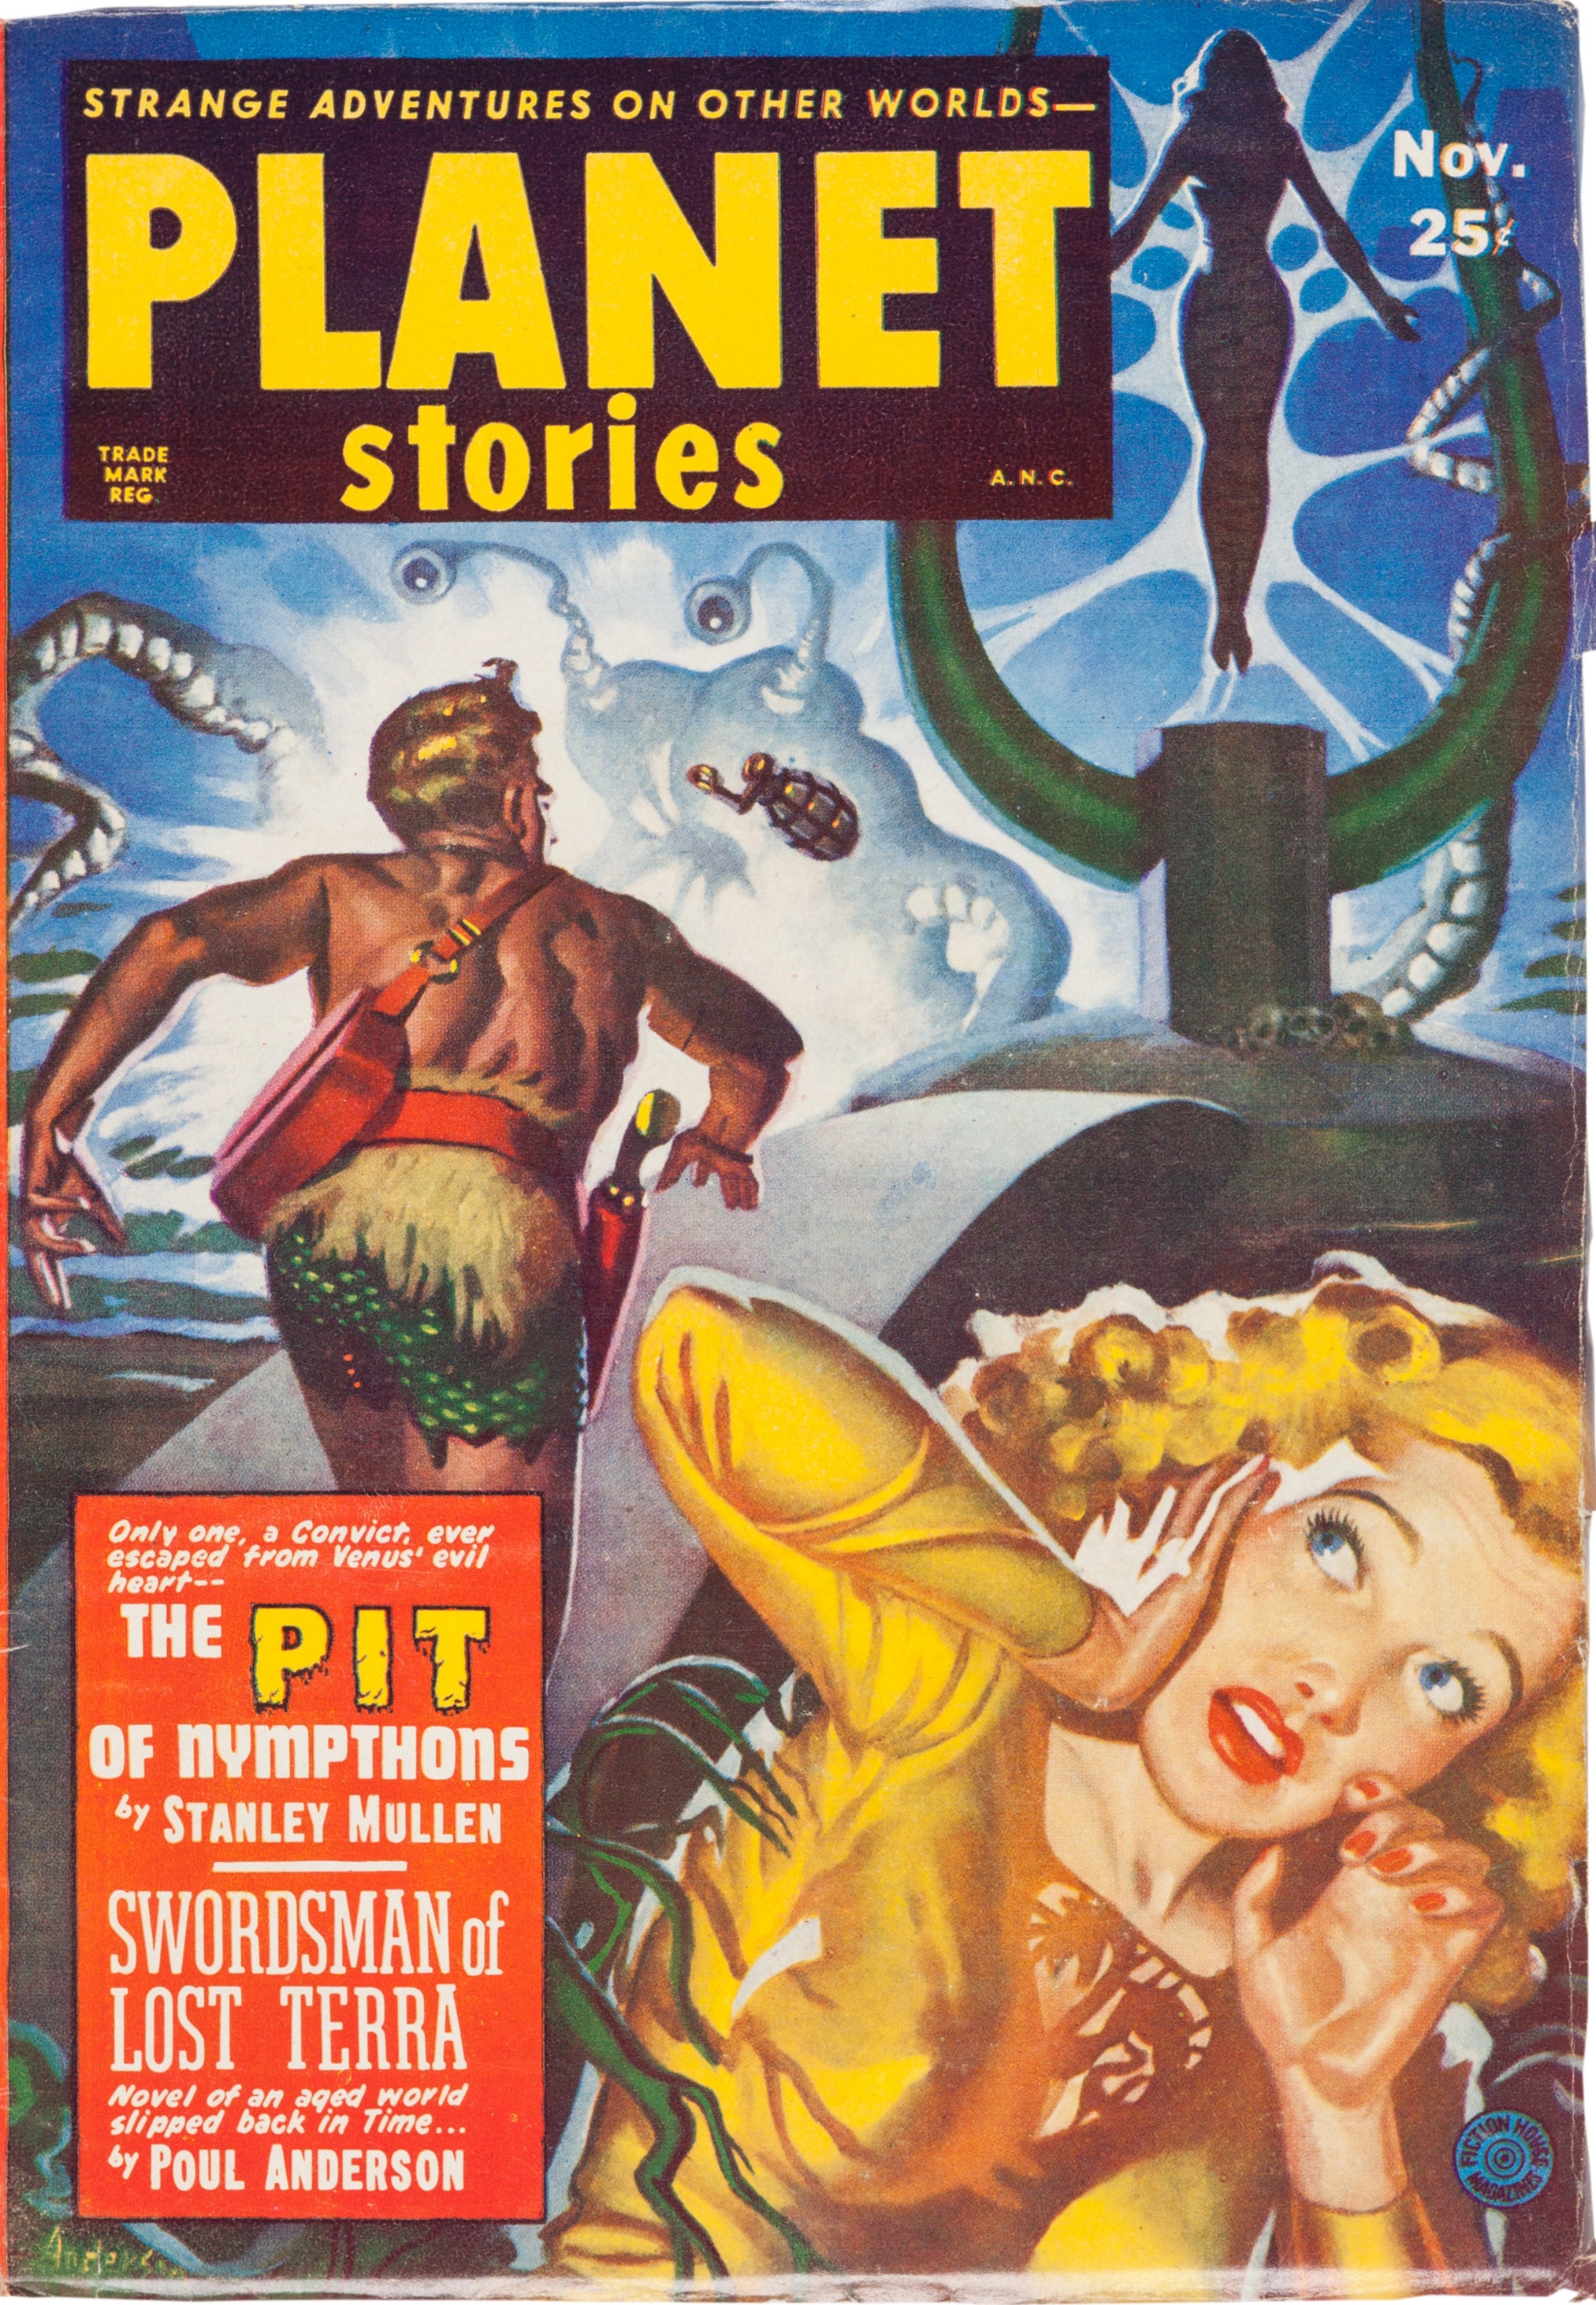 STRANGE ADVENTURES ON OTHER WORLDS—
PLANET
stories
TRADE
MARK
REG.
A. N. C.
Nov.
25¢
Only one, a Convict, ever
escaped from Venus' evil
heart--
THE PIT
OF NYMPTHONS
by STANLEY MULLEN
SWORDSMAN of
LOST TERRA
Novel of an aged world
slipped back in Time...
by POUL ANDERSON
FICTION HOUSE
MAGAZINES